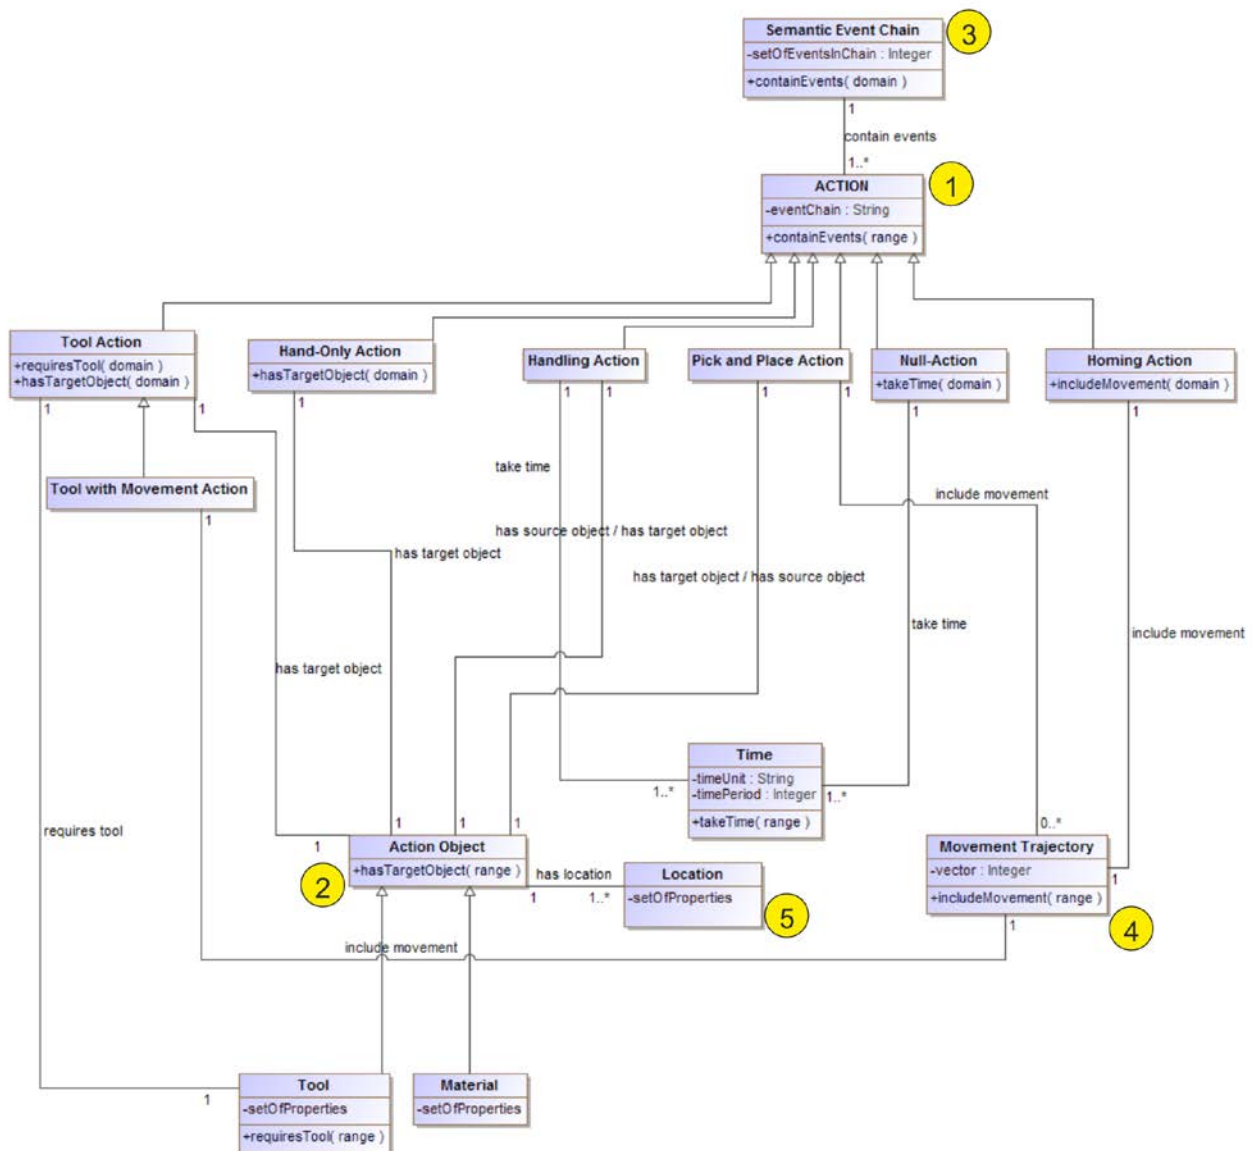 Semantic Event Chain
-setOfEventsInChain : Integer
+containEvents( domain )
3
1
contain events
1..*
ACTION
-eventChain : String
+containEvents( range )
1
Tool Action
+requiresTool( domain )
+hasTargetObject( domain )
1
1
Hand-Only Action
+hasTargetObject( domain )
1
Handling Action
1
1
Pick and Place Action
1
1
Null-Action
+takeTime( domain )
1
Homing Action
+includeMovement( domain )
1
Tool with Movement Action
1
take time
include movement
has source object / has target object
has target object
has target object / has source object
take time
include movement
has target object
Time
-timeUnit : String
-timePeriod : Integer
+takeTime( range )
1..*
1..*
requires tool
1
1
1
1
0..*
Action Object
+hasTargetObject( range )
2
has location
1
1..*
Location
-setOfProperties
5
Movement Trajectory
-vector : Integer
+includeMovement( range )
1
1
4
include movement
Tool
-setOfProperties
+requiresTool( range )
1
Material
-setOfProperties